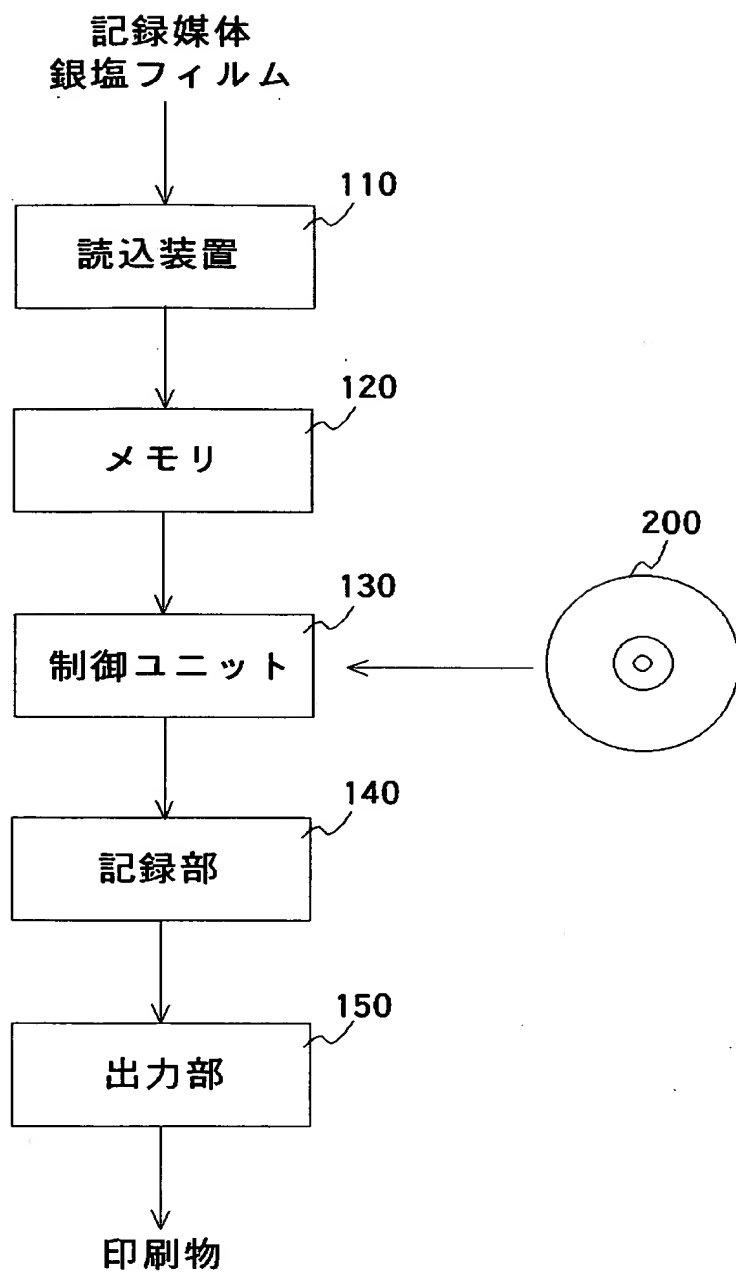 記録媒体
銀塩フィルム
110
読込装置
120
メモリ
200
130
制御ユニット
140
記録部
150
出力部
印刷物